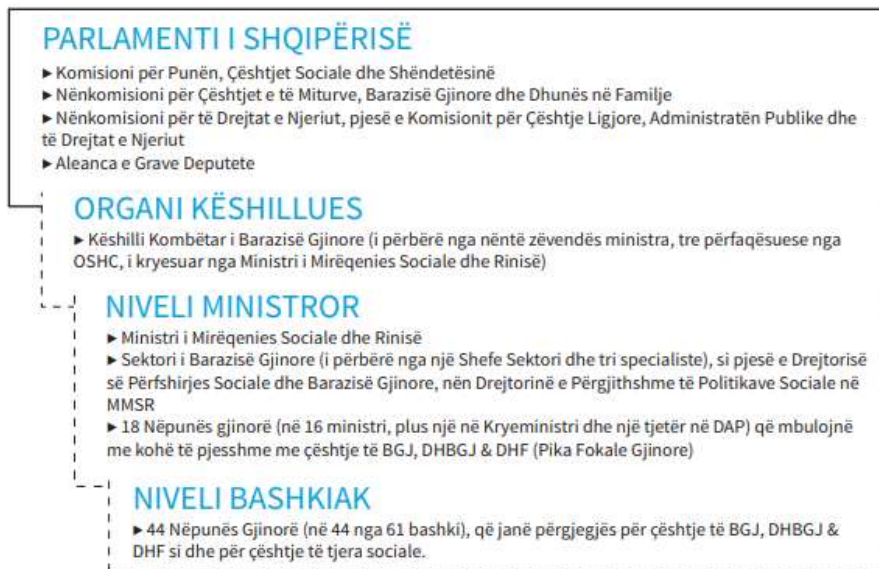 PARLAMENTI I SHQIPËRISË
▸ Komisioni për Punën, Çështjet Sociale dhe Shëndetësinë
▸ Nënkomisioni për Çështjet e të Miturve, Barazisë Gjinore dhe Dhunës në Familje
▸ Nënkomisioni për të Drejtat e Njeriut, pjesë e Komisionit për Çështje Ligjore, Administratën Publike dhe
të Drejtat e Njeriut
▸ Aleanca e Grave Deputete
ORGANI KËSHILLUES
▸ Këshilli Kombëtar i Barazisë Gjinore (i përbërë nga nëntë zëvendës ministra, tre përfaqësuese nga
OSHC, i kryesuar nga Ministri i Mirëqenies Sociale dhe Rinisë)
NIVELI MINISTROR
▸ Ministri i Mirëqenies Sociale dhe Rinisë
▸ Sektori i Barazisë Gjinore (i përbërë nga një Shefe Sektori dhe tri specialiste), si pjesë e Drejtorisë
së Përfshirjes Sociale dhe Barazisë Gjinore, nën Drejtorinë e Përgjithshme të Politikave Sociale në
MMSR
▸ 18 Nëpunës gjinorë (në 16 ministri, plus një në Kryeministri dhe një tjetër në DAP) që mbulojnë
me kohë të pjesshme me çështje të BGJ, DHBGJ & DHF (Pika Fokale Gjinore)
NIVELI BASHKIAK
▸ 44 Nëpunës Gjinorë (në 44 nga 61 bashki), që janë përgjegjës për çështje të BGJ, DHBGJ &
DHF si dhe për çështje të tjera sociale.